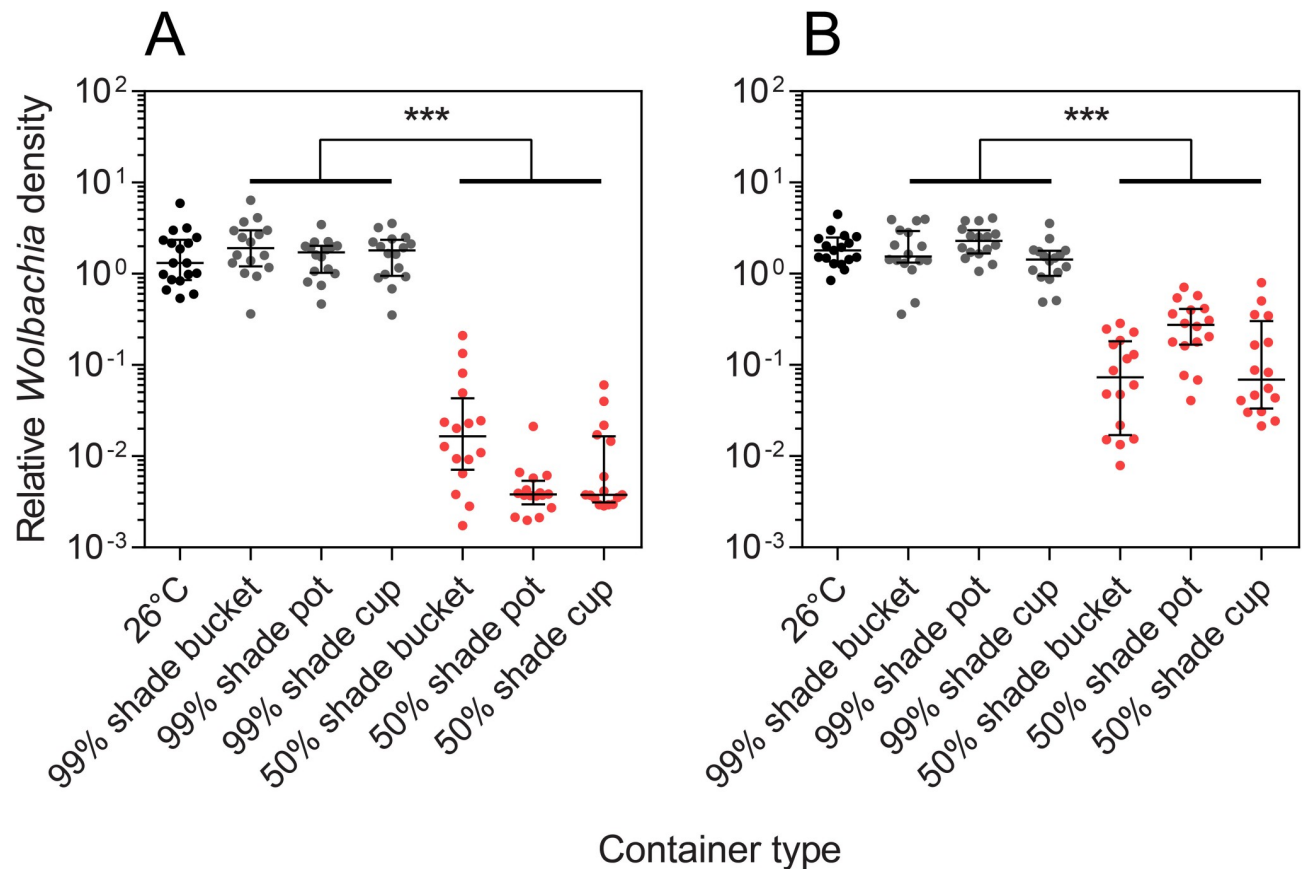 A
B
Relative Wolbachia density
10²
10¹
10⁰
10⁻¹
10⁻²
10⁻³
***
26°C
99% shade bucket
99% shade pot
99% shade cup
50% shade bucket
50% shade pot
50% shade cup
10²
10¹
10⁰
10⁻¹
10⁻²
10⁻³
***
26°C
99% shade bucket
99% shade pot
99% shade cup
50% shade bucket
50% shade pot
50% shade cup
Container type